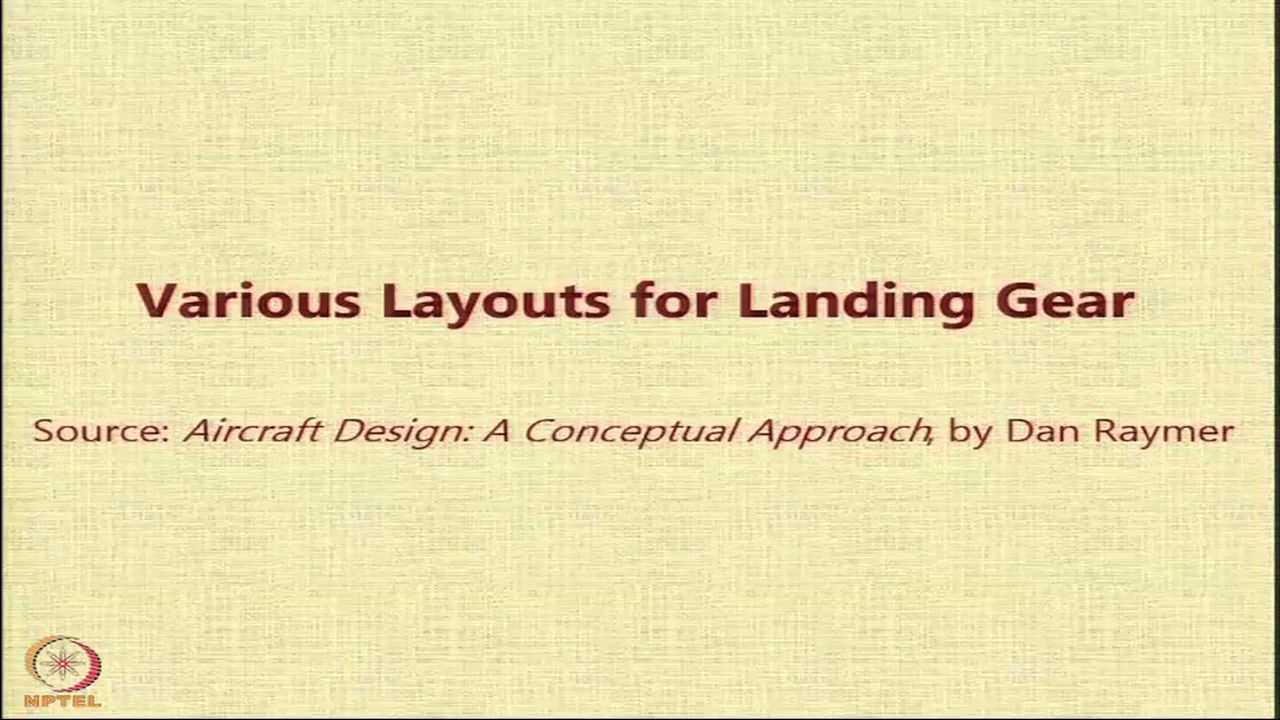 Various Layouts for Landing Gear
Source: Aircraft Design: A Conceptual Approach, by Dan Raymer
NPTEL